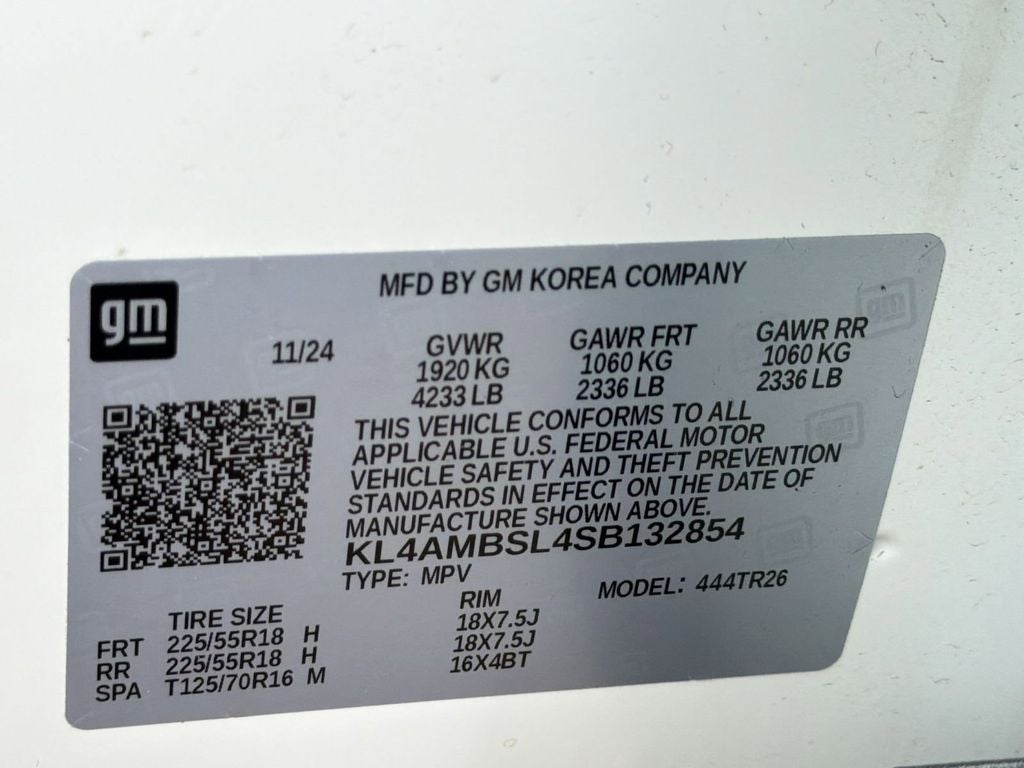 gm
MFD BY GM KOREA COMPANY
11/24
GVWR
1920 KG
4233 LB
GAWR FRT
1060 KG
2336 LB
GAWR RR
1060 KG
2336 LB
THIS VEHICLE CONFORMS TO ALL
APPLICABLE U.S. FEDERAL MOTOR
VEHICLE SAFETY AND THEFT PREVENTION
STANDARDS IN EFFECT ON THE DATE OF
MANUFACTURE SHOWN ABOVE.
KL4AMBSL4SB132854
TYPE: MPV
MODEL: 444TR26
TIRE SIZE RIM
FRT 225/55R18 H 18X7.5J
RR 225/55R18 H 18X7.5J
SPA T125/70R16 M 16X4BT